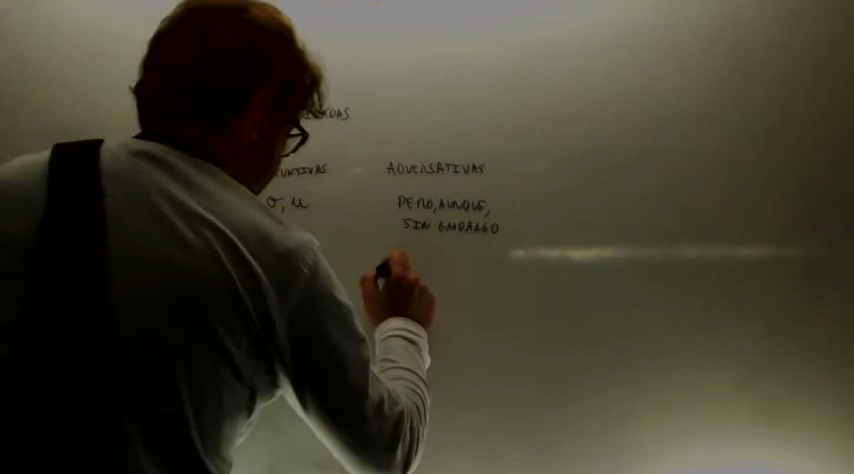 ADVERSATIVAS
O, U
PERO, AUNQUE,
SIN EMBARGO